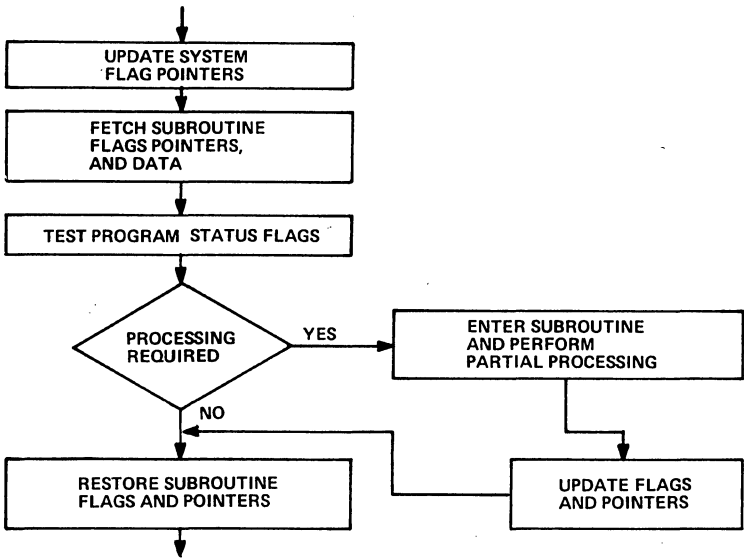 UPDATE SYSTEM
FLAG POINTERS
FETCH SUBROUTINE
FLAGS POINTERS,
AND DATA
TEST PROGRAM STATUS FLAGS
PROCESSING
REQUIRED
YES
ENTER SUBROUTINE
AND PERFORM
PARTIAL PROCESSING
NO
RESTORE SUBROUTINE
FLAGS AND POINTERS
UPDATE FLAGS
AND POINTERS